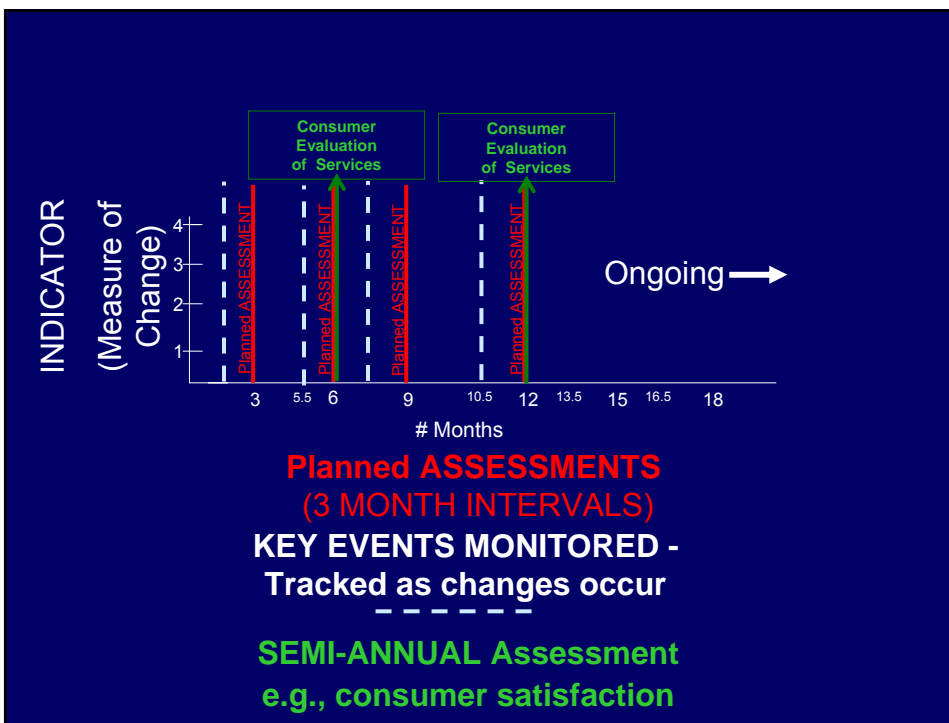 Consumer
Evaluation
of Services
Consumer
Evaluation
of Services
INDICATOR
(Measure of
Change)
4
3
2
1
Planned ASSESSMENT
Planned ASSESSMENT
Planned ASSESSMENT
Planned ASSESSMENT
Ongoing
3
5.5
6
9
10.5
12
13.5
15
16.5
18
# Months
Planned ASSESSMENTS
(3 MONTH INTERVALS)
KEY EVENTS MONITORED -
Tracked as changes occur
SEMI-ANNUAL Assessment
e.g., consumer satisfaction